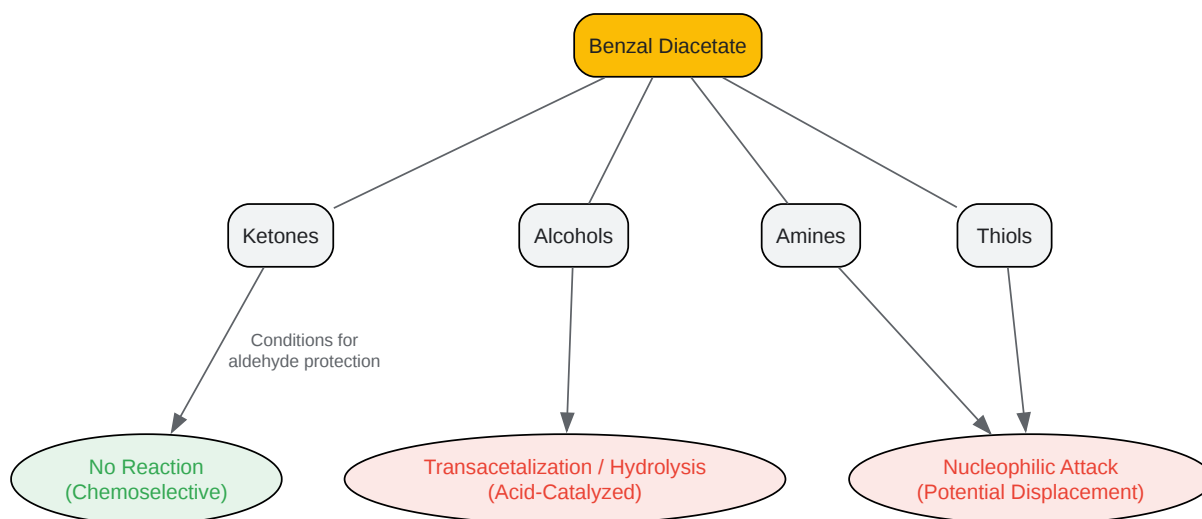 Benzal Diacetate
Ketones
Alcohols
Amines
Thiols
Conditions for
aldehyde protection
No Reaction
(Chemoselective)
Transacetalization / Hydrolysis
(Acid-Catalyzed)
Nucleophilic Attack
(Potential Displacement)